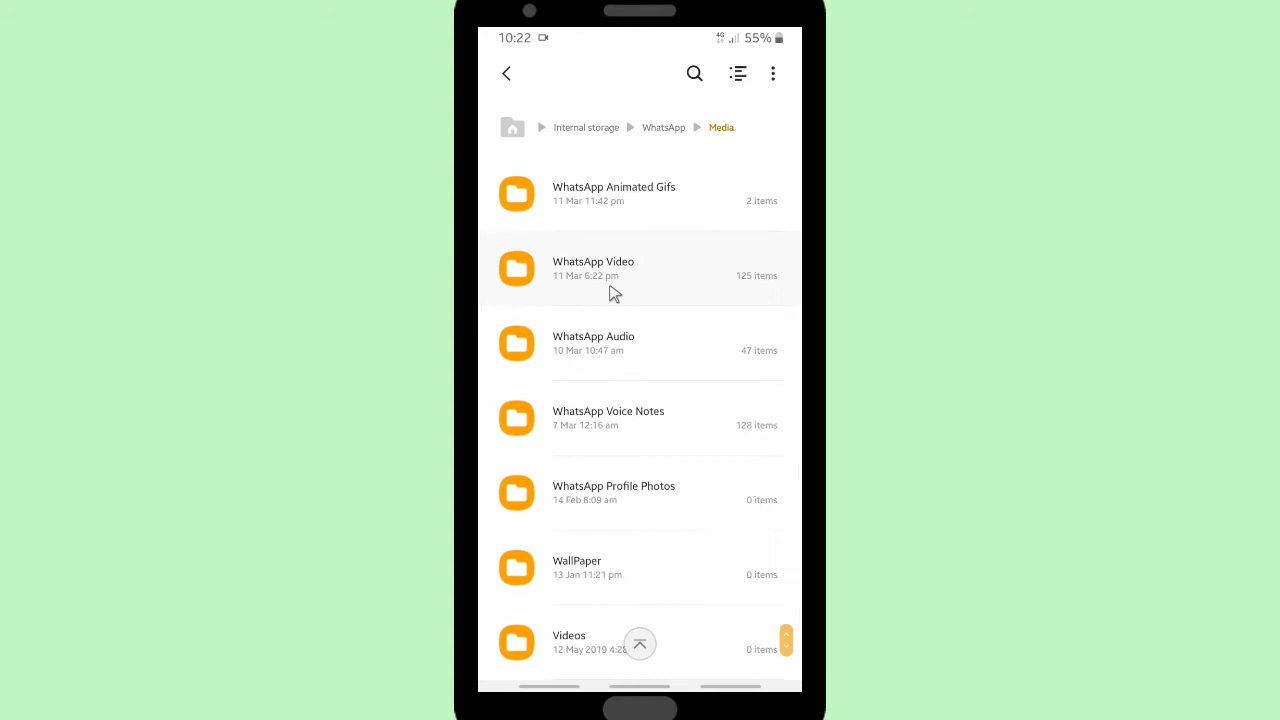 10:22
4G 55%
Internal storage WhatsApp Media
WhatsApp Animated Gifs
11 Mar 11:42 pm 2 items
WhatsApp Video
11 Mar 6:22 pm 125 items
WhatsApp Audio
10 Mar 10:47 am 47 items
WhatsApp Voice Notes
7 Mar 12:16 am 128 items
WhatsApp Profile Photos
14 Feb 8:09 am 0 items
WallPaper
13 Jan 11:21 pm 0 items
Videos
12 May 2019 4:28 0 items